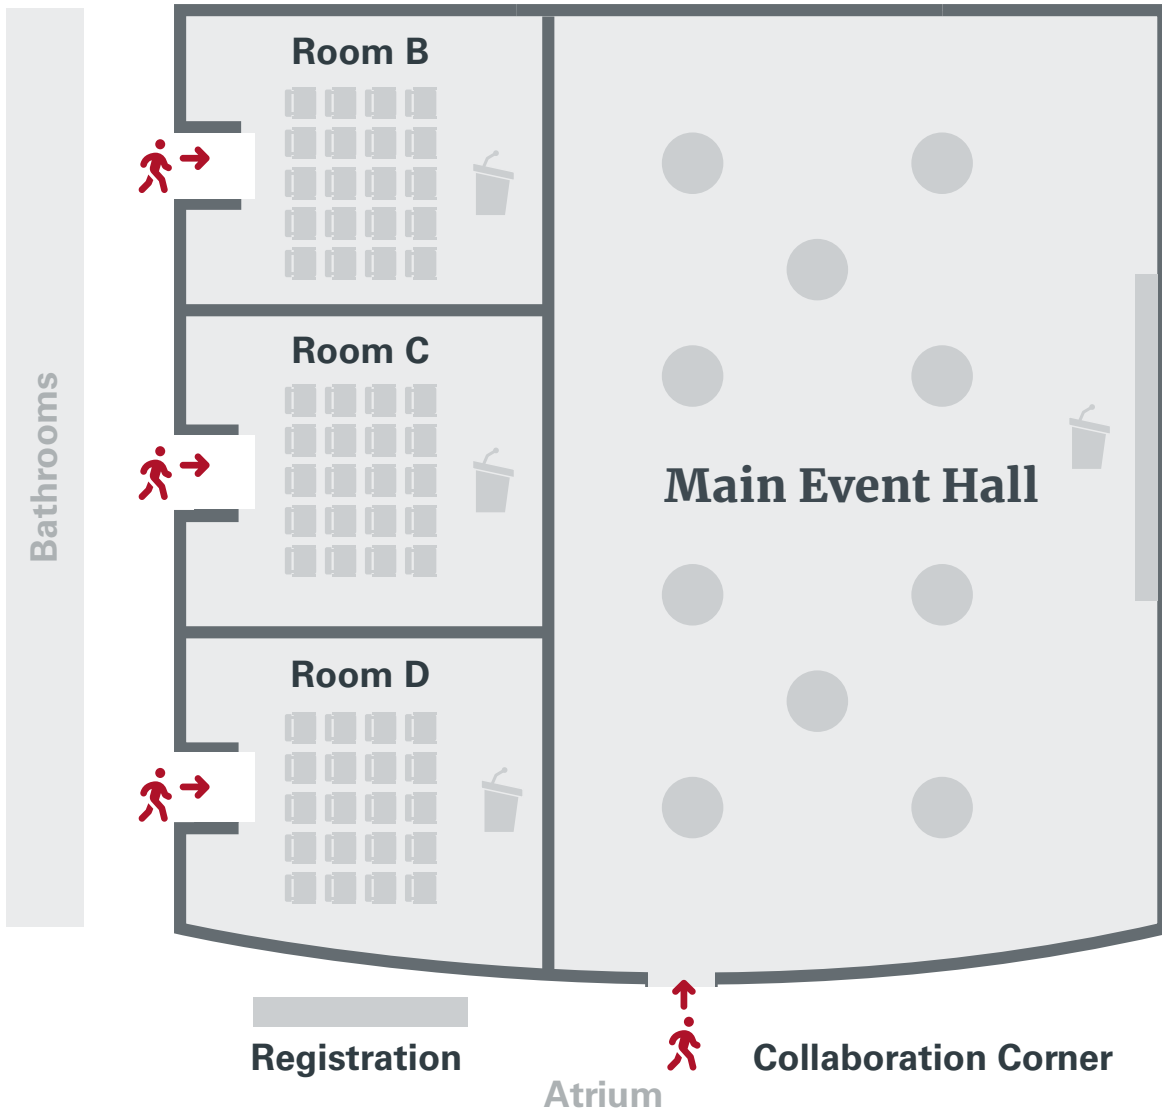 Room B
Room C
Bathrooms
Main Event Hall
Room D
Registration
Collaboration Corner
Atrium